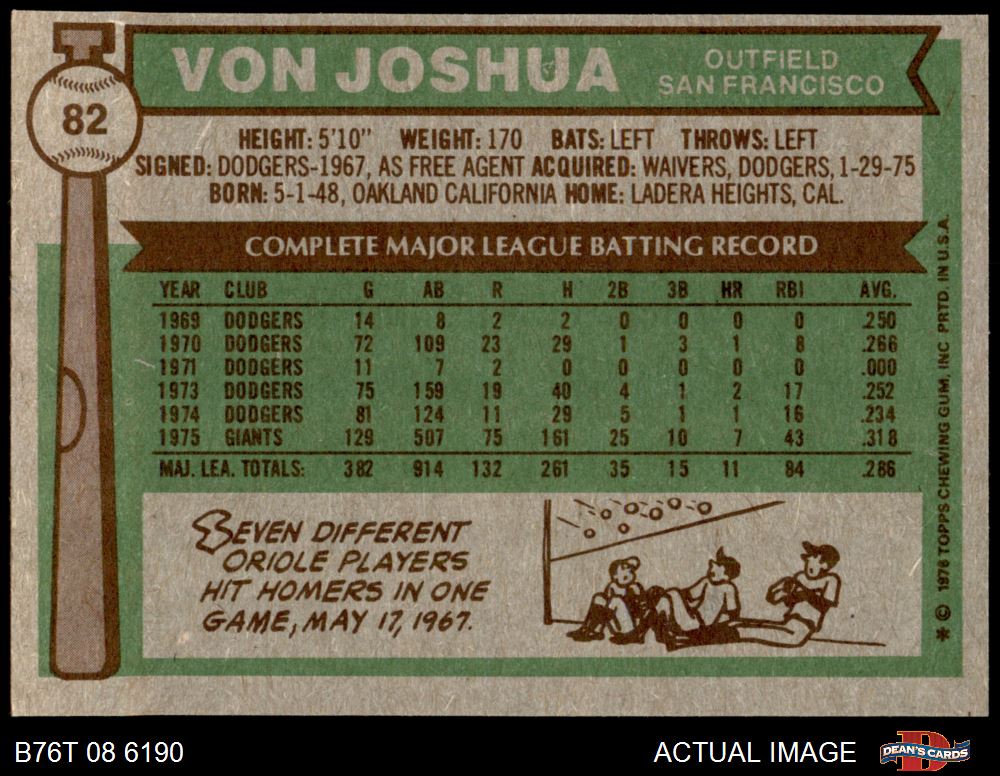 82
VON JOSHUA
OUTFIELD
SAN FRANCISCO
HEIGHT: 5'10" WEIGHT: 170 BATS: LEFT THROWS: LEFT
SIGNED: DODGERS-1967, AS FREE AGENT ACQUIRED: WAIVERS, DODGERS, 1-29-75
BORN: 5-1-48, OAKLAND CALIFORNIA HOME: LADERA HEIGHTS, CAL.
COMPLETE MAJOR LEAGUE BATTING RECORD
YEAR CLUB G AB R H 2B 3B HR RBI AVG.
1969 DODGERS 14 8 2 2 0 0 0 0 .250
1970 DODGERS 72 109 23 29 1 3 1 8 .266
1971 DODGERS 11 7 2 0 0 0 0 0 .000
1973 DODGERS 75 159 19 40 4 1 2 17 .252
1974 DODGERS 81 124 11 29 5 1 1 16 .234
1975 GIANTS 129 507 75 161 25 10 7 43 .318
MAJ. LEA. TOTALS: 382 914 132 261 35 15 11 84 .286
SEVEN DIFFERENT
ORIOLE PLAYERS
HIT HOMERS IN ONE
GAME, MAY 17, 1967.
* © 1976 TOPPS CHEWING GUM, INC. PRTD. IN U.S.A.
B76T 08 6190
ACTUAL IMAGE
DEAN'S CARDS